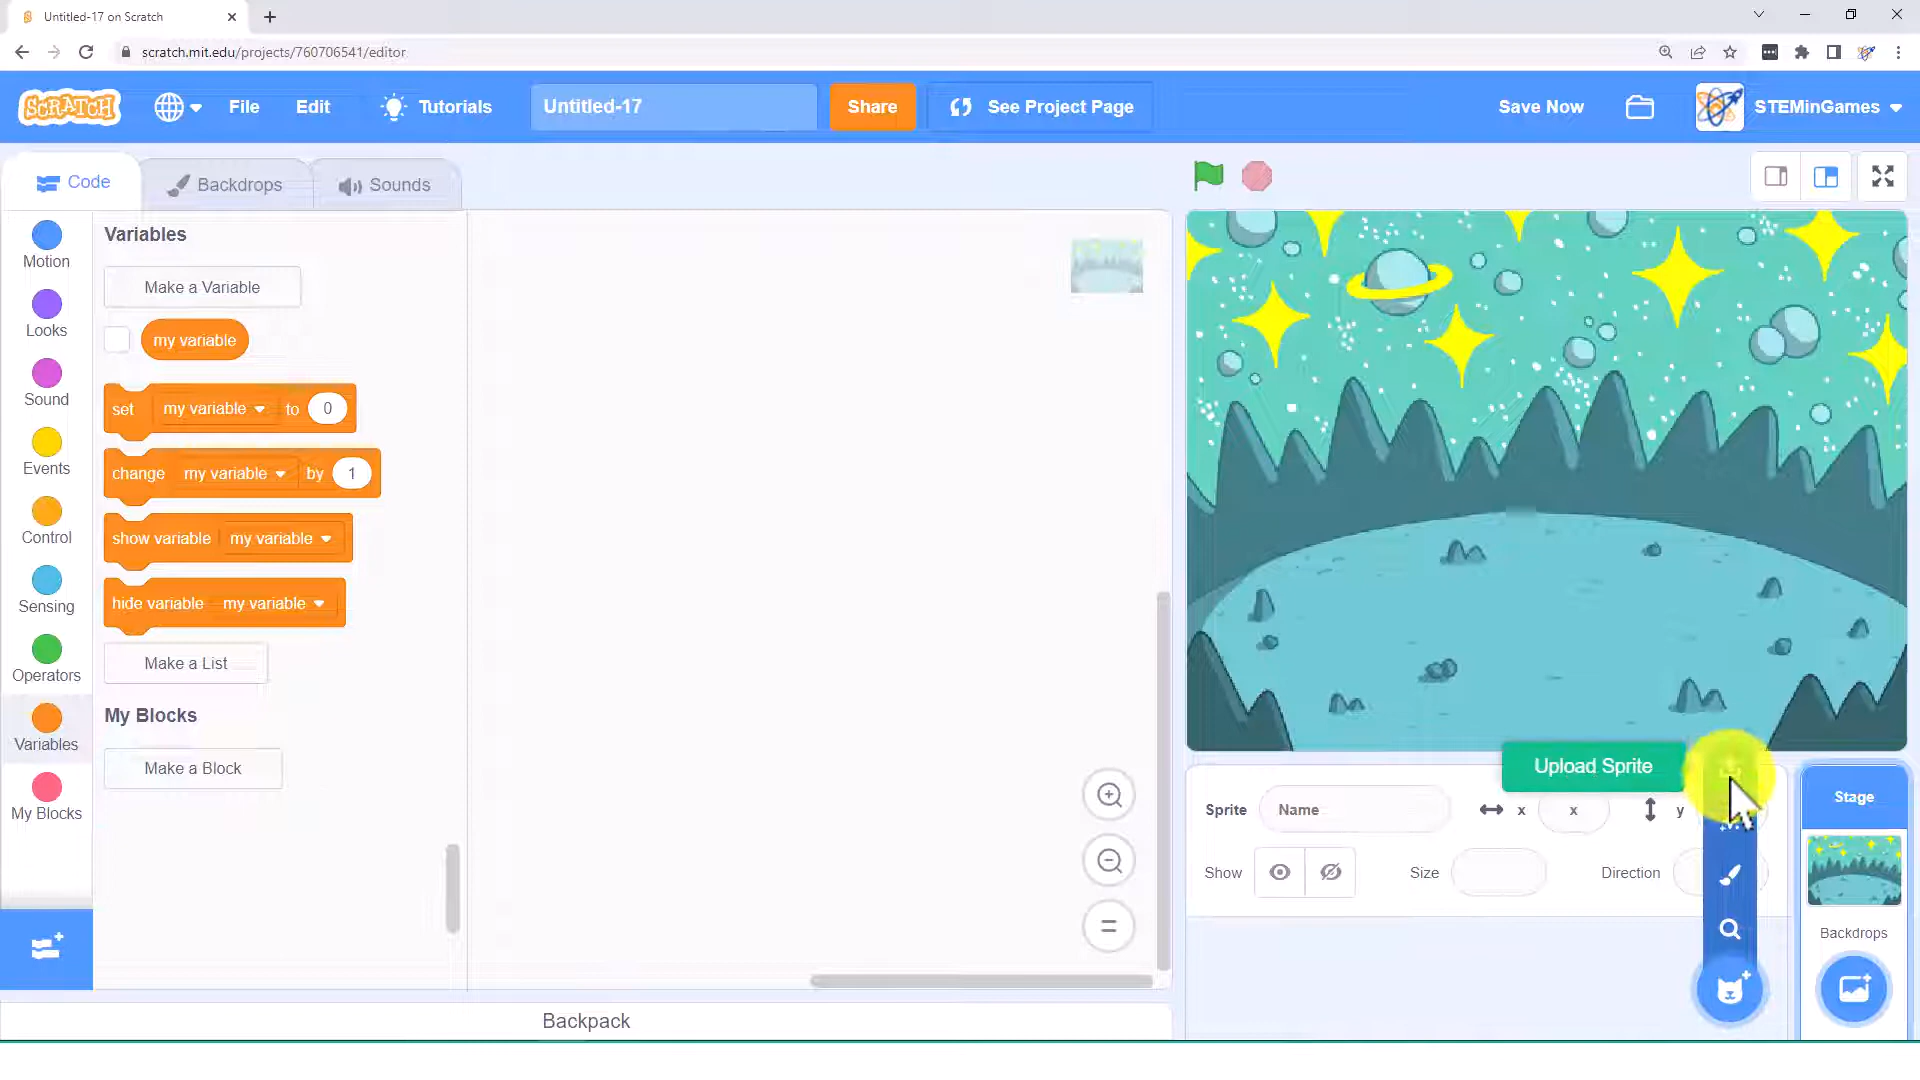 Untitled-17 on Scratch
scratch.mit.edu/projects/760706541/editor
SCRATCH
File
Edit
Tutorials
Untitled-17
Share
See Project Page
Save Now
STEMinGames
Code
Backdrops
Sounds
Motion
Looks
Sound
Events
Control
Sensing
Operators
Variables
My Blocks
Variables
Make a Variable
my variable
set my variable to 0
change my variable by 1
show variable my variable
hide variable my variable
Make a List
My Blocks
Make a Block
Backpack
Upload Sprite
Sprite Name x x y
Show Size Direction
Stage
Backdrops